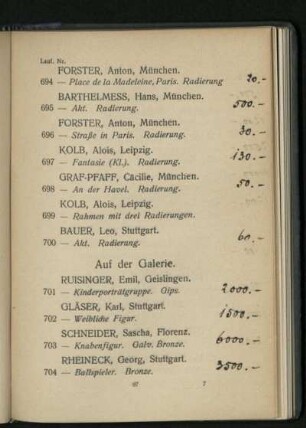 Lauf. Nr.
FORSTER, Anton, München.
694 — Place de la Madeleine, Paris. Radierung 20.-
BARTHELMESS, Hans, München.
695 — Akt. Radierung. 500.-
FORSTER, Anton, München.
696 — Straße in Paris. Radierung. 30.-
KOLB, Alois, Leipzig.
697 — Fantasie (Kl.). Radierung. 130.-
GRAF-PFAFF, Cäcilie, München.
698 — An der Havel. Radierung. 50.-
KOLB, Alois, Leipzig.
699 — Rahmen mit drei Radierungen.
BAUER, Leo, Stuttgart.
700 — Akt. Radierung. 60.-
Auf der Galerie.
RUISINGER, Emil, Geislingen.
701 — Kinderporträtgruppe. Gips. 2000.-
GLÄSER, Karl, Stuttgart.
702 — Weibliche Figur. 1500.-
SCHNEIDER, Sascha, Florenz.
703 — Knabenfigur. Galv. Bronze. 6000.-
RHEINECK, Georg, Stuttgart.
704 — Ballspieler. Bronze. 3500.-
7